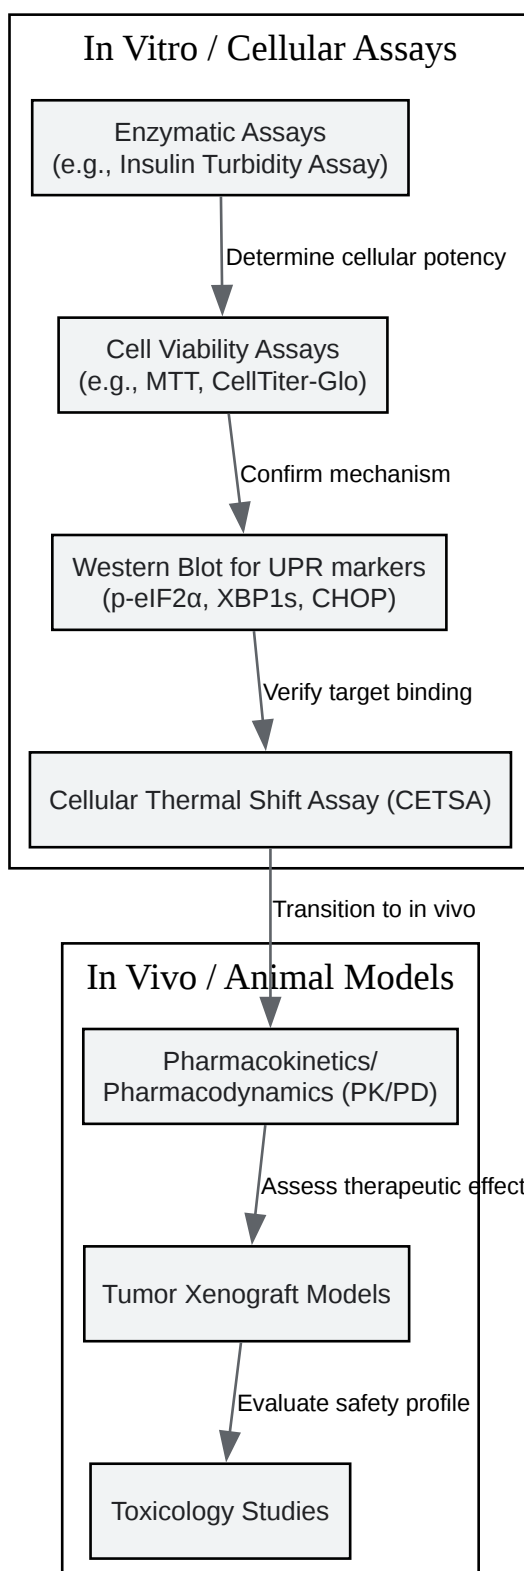 In Vitro / Cellular Assays
Enzymatic Assays
(e.g., Insulin Turbidity Assay)
Determine cellular potency
Cell Viability Assays
(e.g., MTT, CellTiter-Glo)
Confirm mechanism
Western Blot for UPR markers
(p-eIF2α, XBP1s, CHOP)
Verify target binding
Cellular Thermal Shift Assay (CETSA)
Transition to in vivo
In Vivo / Animal Models
Pharmacokinetics/
Pharmacodynamics (PK/PD)
Assess therapeutic effect
Tumor Xenograft Models
Evaluate safety profile
Toxicology Studies